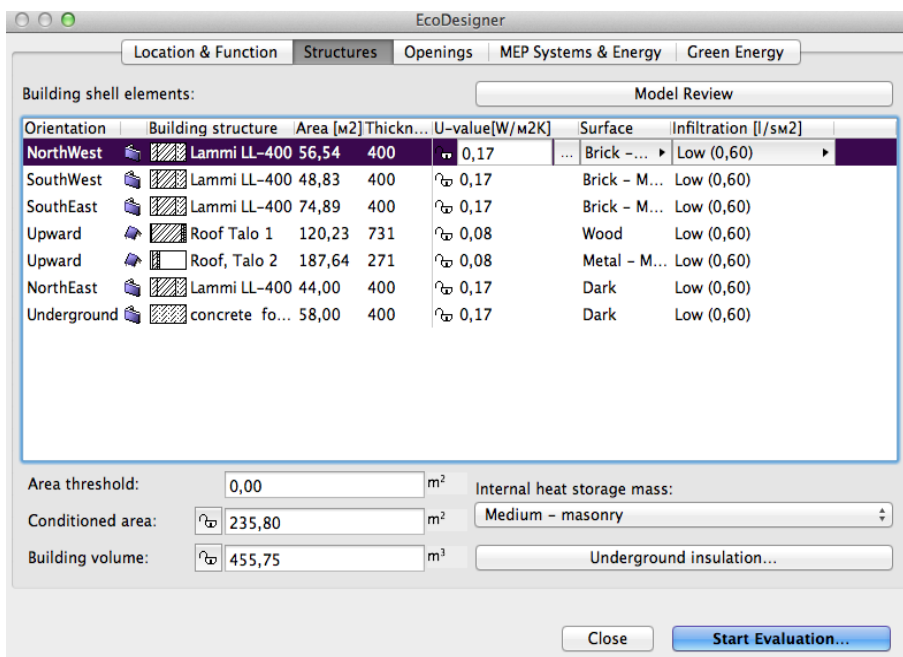 EcoDesigner
Location & Function Structures Openings MEP Systems & Energy Green Energy
Building shell elements: Model Review
Orientation Building structure Area [м2] Thickn... U-value[W/м2K] Surface Infiltration [l/sм2]
NorthWest Lammi LL-400 56,54 400 0,17 ... Brick -... Low (0,60)
SouthWest Lammi LL-400 48,83 400 0,17 Brick - M... Low (0,60)
SouthEast Lammi LL-400 74,89 400 0,17 Brick - M... Low (0,60)
Upward Roof Talo 1 120,23 731 0,08 Wood Low (0,60)
Upward Roof, Talo 2 187,64 271 0,08 Metal - M... Low (0,60)
NorthEast Lammi LL-400 44,00 400 0,17 Dark Low (0,60)
Underground concrete fo... 58,00 400 0,17 Dark Low (0,60)
Area threshold: 0,00 m²
Internal heat storage mass:
Conditioned area: 235,80 m² Medium - masonry
Building volume: 455,75 m³ Underground insulation...
Close Start Evaluation...